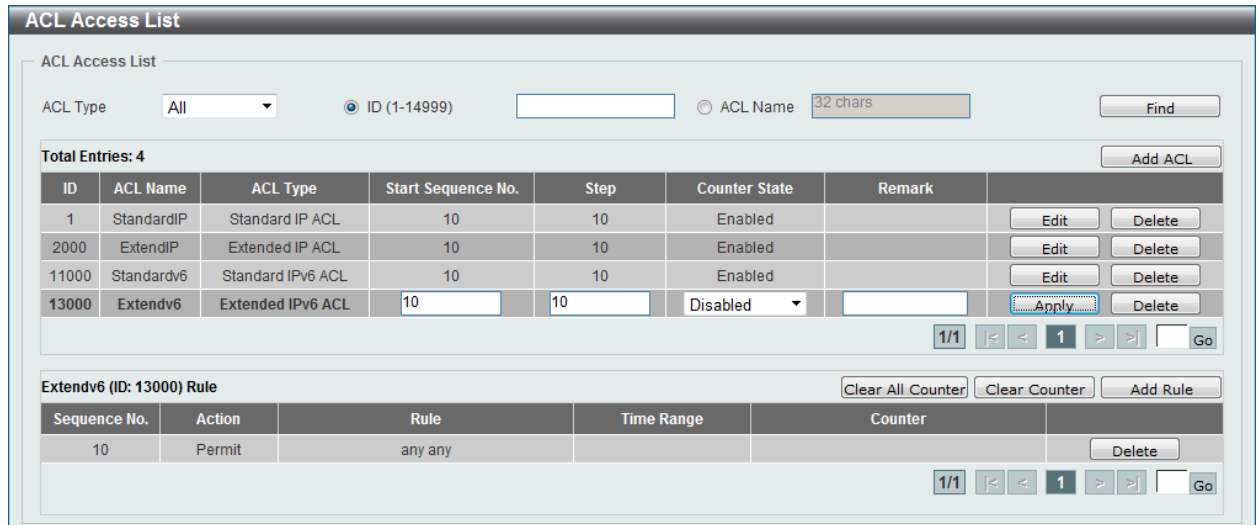 ACL Access List
ACL Access List
ACL Type All ID (1-14999) ACL Name 32 chars Find
Total Entries: 4 Add ACL
ID ACL Name ACL Type Start Sequence No. Step Counter State Remark
1 StandardIP Standard IP ACL 10 10 Enabled Edit Delete
2000 ExtendIP Extended IP ACL 10 10 Enabled Edit Delete
11000 Standardv6 Standard IPv6 ACL 10 10 Enabled Edit Delete
13000 Extendv6 Extended IPv6 ACL 10 10 Disabled Apply Delete
1/1 |< < 1 > >| Go
Extendv6 (ID: 13000) Rule Clear All Counter Clear Counter Add Rule
Sequence No. Action Rule Time Range Counter
10 Permit any any Delete
1/1 |< < 1 > >| Go